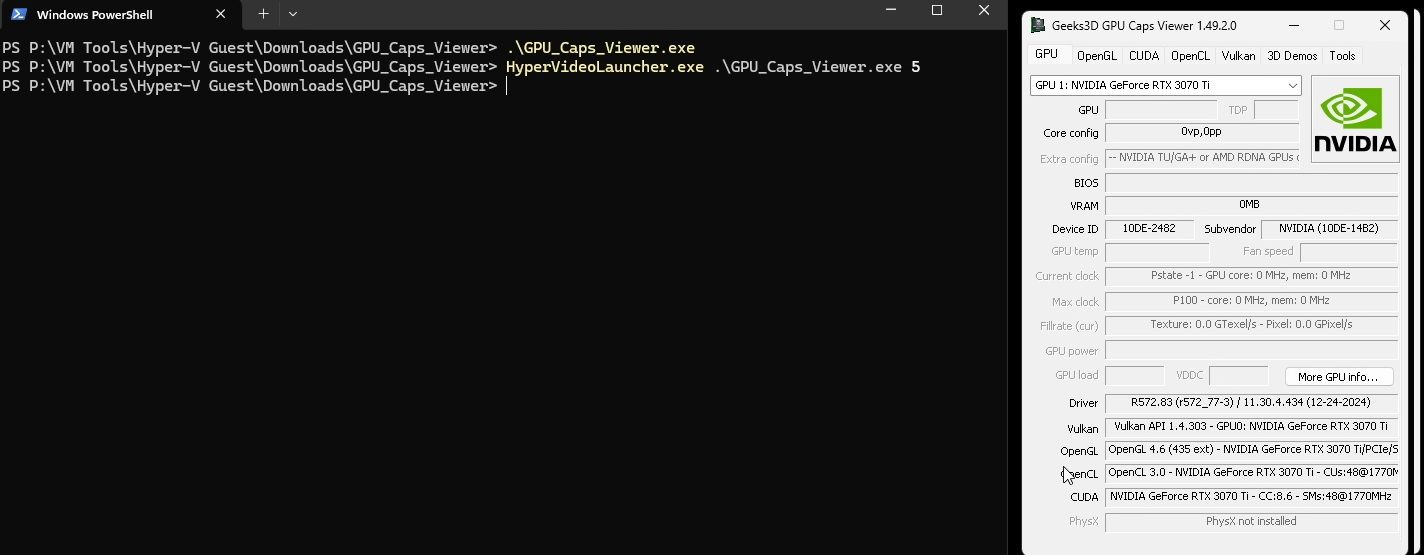 Windows PowerShell
PS P:\VM Tools\Hyper-V Guest\Downloads\GPU_Caps_Viewer> .\GPU_Caps_Viewer.exe
PS P:\VM Tools\Hyper-V Guest\Downloads\GPU_Caps_Viewer> HyperVideoLauncher.exe .\GPU_Caps_Viewer.exe 5
PS P:\VM Tools\Hyper-V Guest\Downloads\GPU_Caps_Viewer>
Geeks3D GPU Caps Viewer 1.49.2.0
GPU OpenGL CUDA OpenCL Vulkan 3D Demos Tools
GPU 1: NVIDIA GeForce RTX 3070 Ti
NVIDIA
GPU TDP
Core config 0vp,0pp
Extra config -- NVIDIA TU/GA+ or AMD RDNA GPUs
BIOS
VRAM 0MB
Device ID 10DE-2482 Subvendor NVIDIA (10DE-14B2)
GPU temp Fan speed
Current clock Pstate -1 - GPU core: 0 MHz, mem: 0 MHz
Max clock P100 - core: 0 MHz, mem: 0 MHz
Fillrate (cur) Texture: 0.0 GTexel/s - Pixel: 0.0 GPixel/s
GPU power
GPU load VDDC More GPU info...
Driver R572.83 (r572_77-3) / 11.30.4.434 (12-24-2024)
Vulkan Vulkan API 1.4.303 - GPU0: NVIDIA GeForce RTX 3070 Ti
OpenGL OpenGL 4.6 (435 ext) - NVIDIA GeForce RTX 3070 Ti/PCIe/S
OpenCL OpenCL 3.0 - NVIDIA GeForce RTX 3070 Ti - CUs:48@1770M
CUDA NVIDIA GeForce RTX 3070 Ti - CC:8.6 - SMs:48@1770MHz
PhysX PhysX not installed